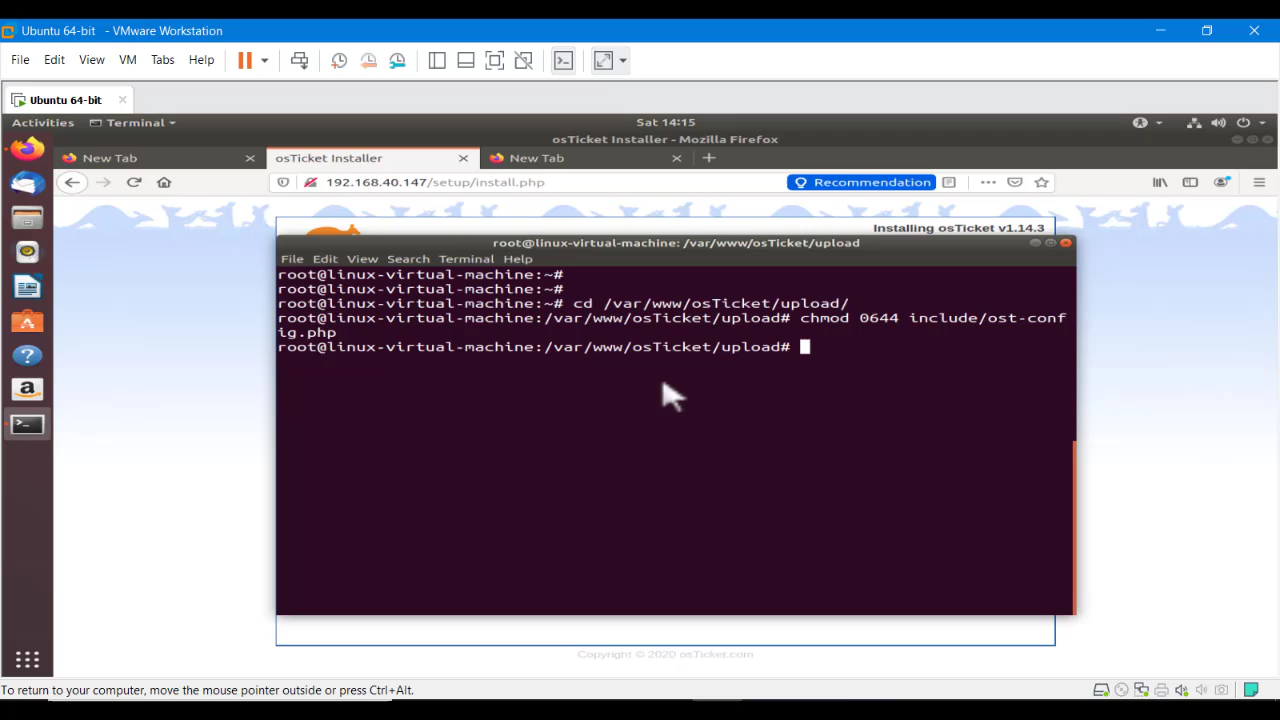 Ubuntu 64-bit - VMware Workstation
File Edit View VM Tabs Help
Ubuntu 64-bit
Activities Terminal Sat 14:15
osTicket Installer - Mozilla Firefox
New Tab osTicket Installer New Tab
192.168.40.147/setup/install.php Recommendation
Installing osTicket v1.14.3
root@linux-virtual-machine: /var/www/osTicket/upload
File Edit View Search Terminal Help
root@linux-virtual-machine:~#
root@linux-virtual-machine:~#
root@linux-virtual-machine:~# cd /var/www/osTicket/upload/
root@linux-virtual-machine:/var/www/osTicket/upload# chmod 0644 include/ost-conf
ig.php
root@linux-virtual-machine:/var/www/osTicket/upload#
Copyright © 2020 osTicket.com
To return to your computer, move the mouse pointer outside or press Ctrl+Alt.